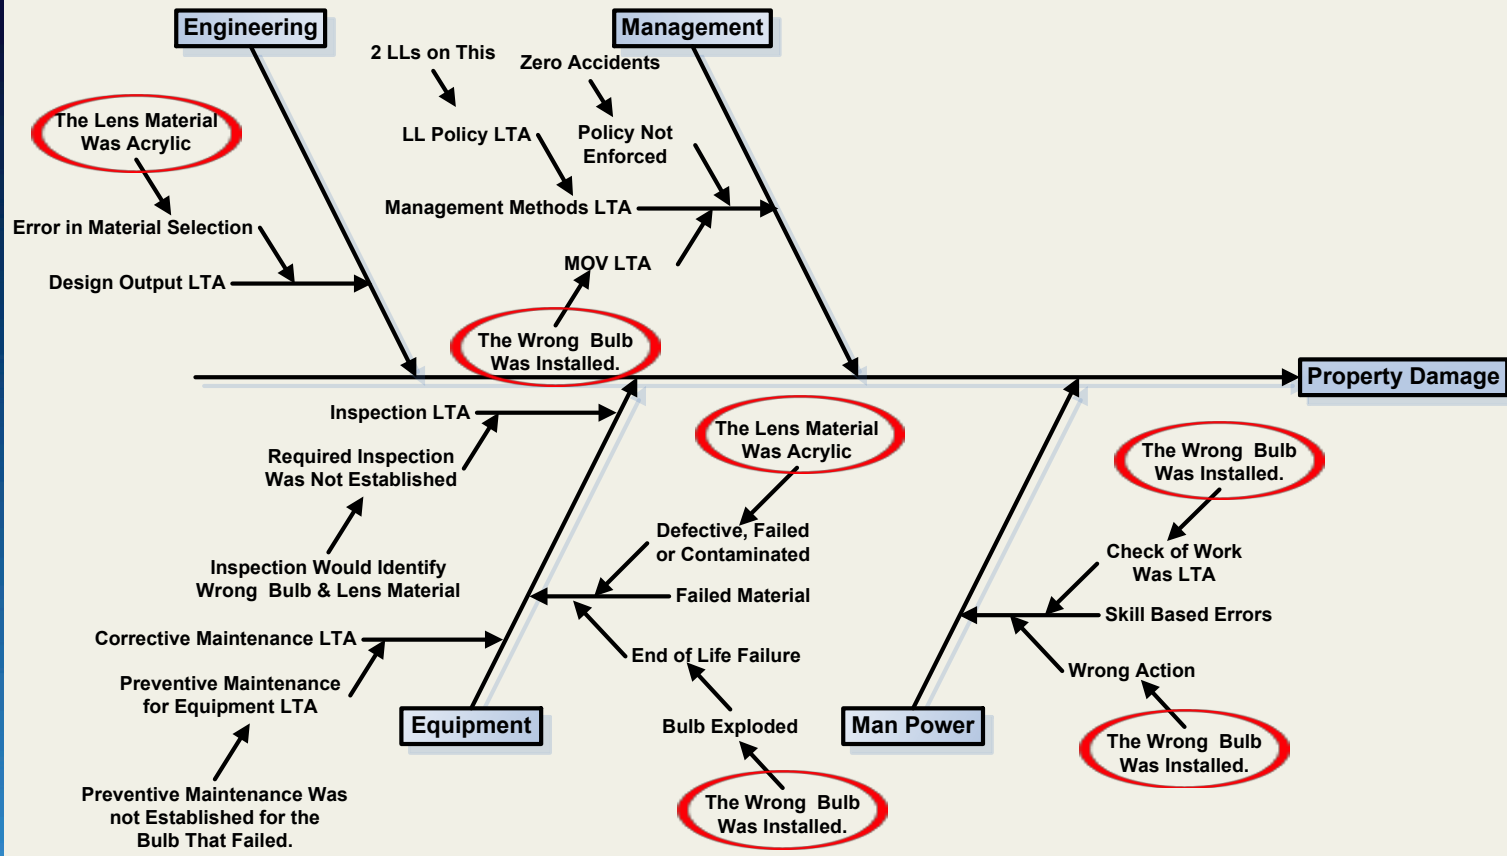 Engineering
Management
2 LLs on This
Zero Accidents
The Lens Material
Was Acrylic
LL Policy LTA
Policy Not
Enforced
Management Methods LTA
Error in Material Selection
MOV LTA
Design Output LTA
The Wrong Bulb
Was Installed.
Property Damage
Inspection LTA
Required Inspection
Was Not Established
Inspection Would Identify
Wrong Bulb & Lens Material
Corrective Maintenance LTA
Preventive Maintenance
for Equipment LTA
Preventive Maintenance Was
not Established for the
Bulb That Failed.
Equipment
The Lens Material
Was Acrylic
Defective, Failed
or Contaminated
Failed Material
End of Life Failure
Bulb Exploded
The Wrong Bulb
Was Installed.
Man Power
The Wrong Bulb
Was Installed.
Check of Work
Was LTA
Skill Based Errors
Wrong Action
The Wrong Bulb
Was Installed.